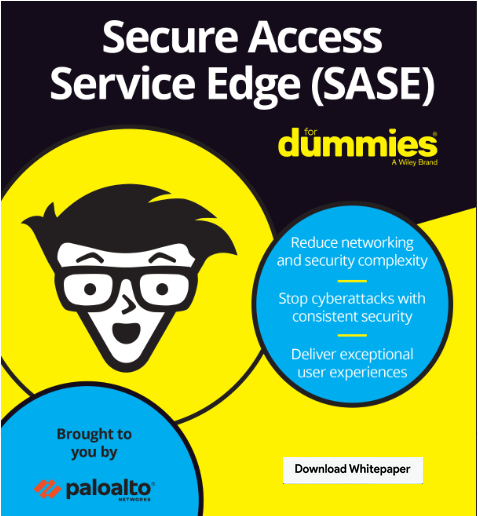 Secure Access
Service Edge (SASE)
for
dummies®
A Wiley Brand
Reduce networking
and security complexity
Stop cyberattacks with
consistent security
Deliver exceptional
user experiences
Brought to
you by
paloalto®
NETWORKS
Download Whitepaper